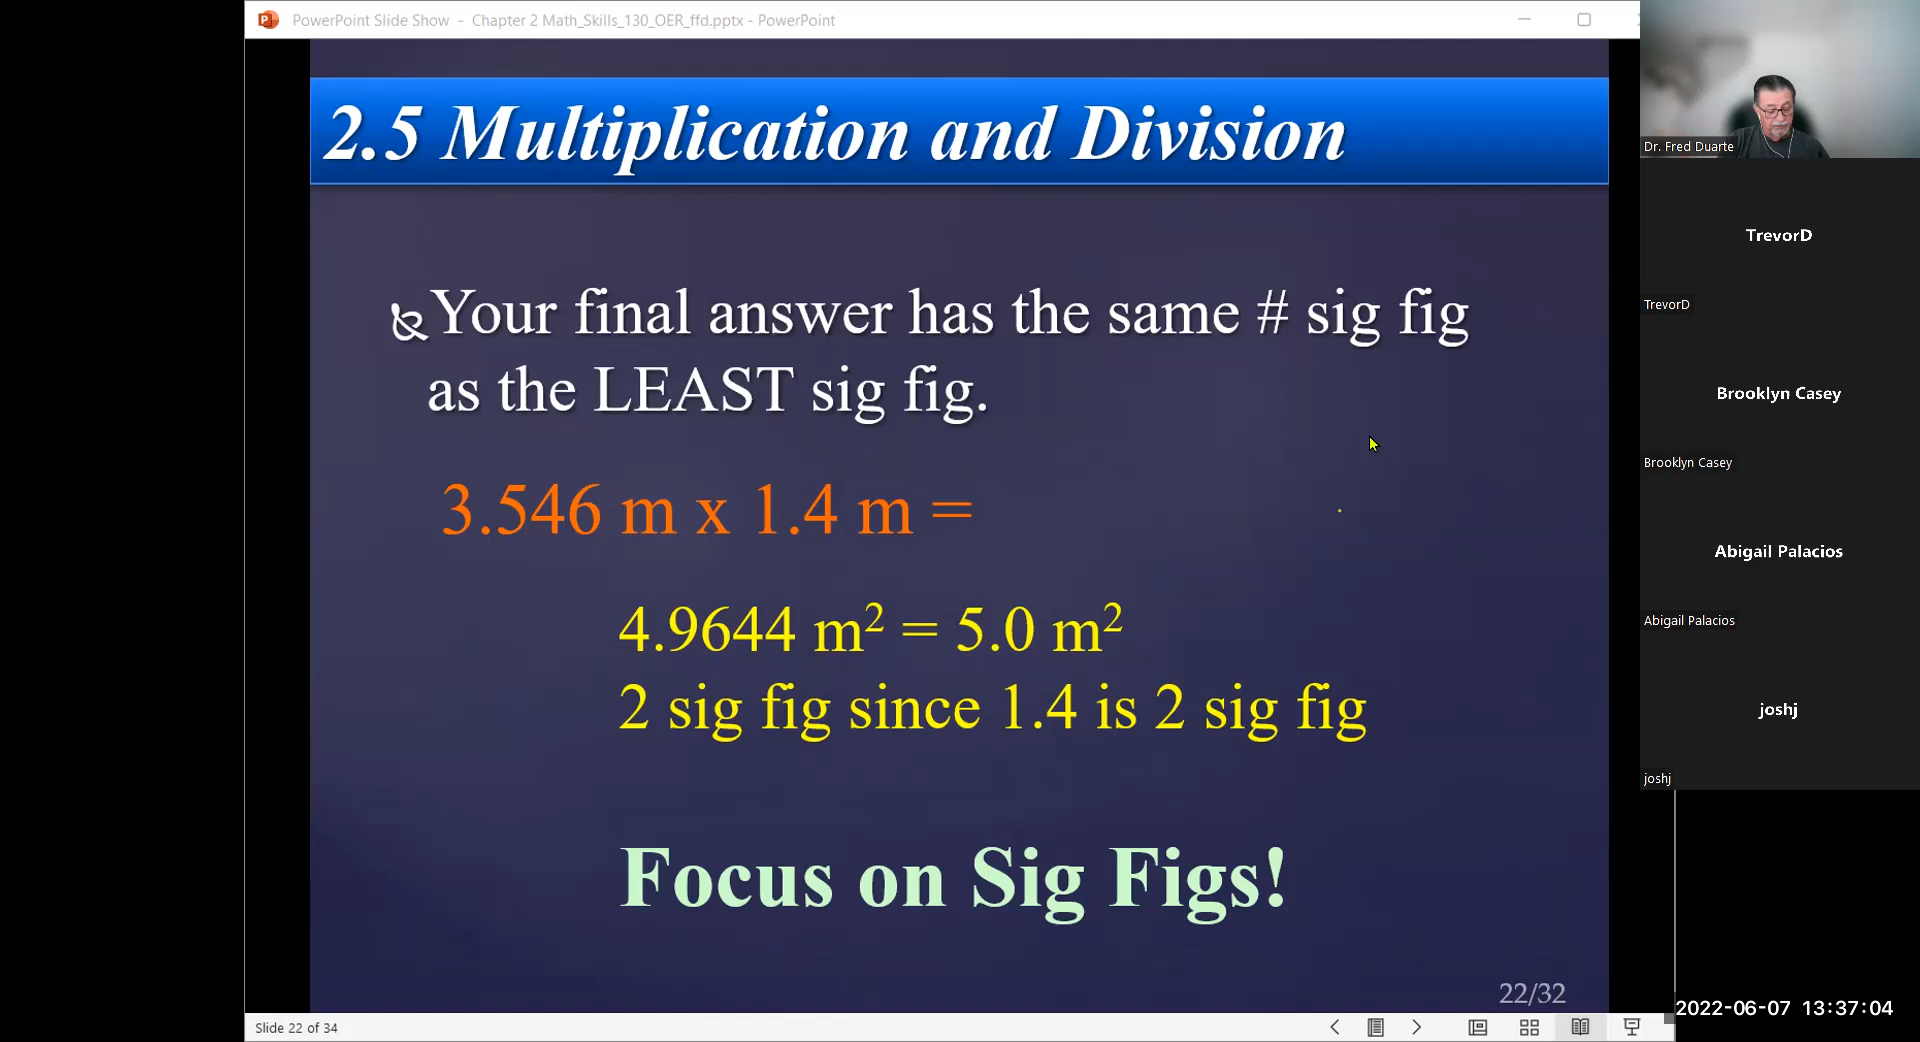 PowerPoint Slide Show - Chapter 2 Math_Skills_130_OER_ffd.pptx - PowerPoint
2.5 Multiplication and Division
Your final answer has the same # sig fig
as the LEAST sig fig.
3.546 m x 1.4 m =
4.9644 m² = 5.0 m²
2 sig fig since 1.4 is 2 sig fig
Focus on Sig Figs!
22/32
Slide 22 of 34
Dr. Fred Duarte
TrevorD
TrevorD
Brooklyn Casey
Brooklyn Casey
Abigail Palacios
Abigail Palacios
joshj
joshj
2022-06-07 13:37:04